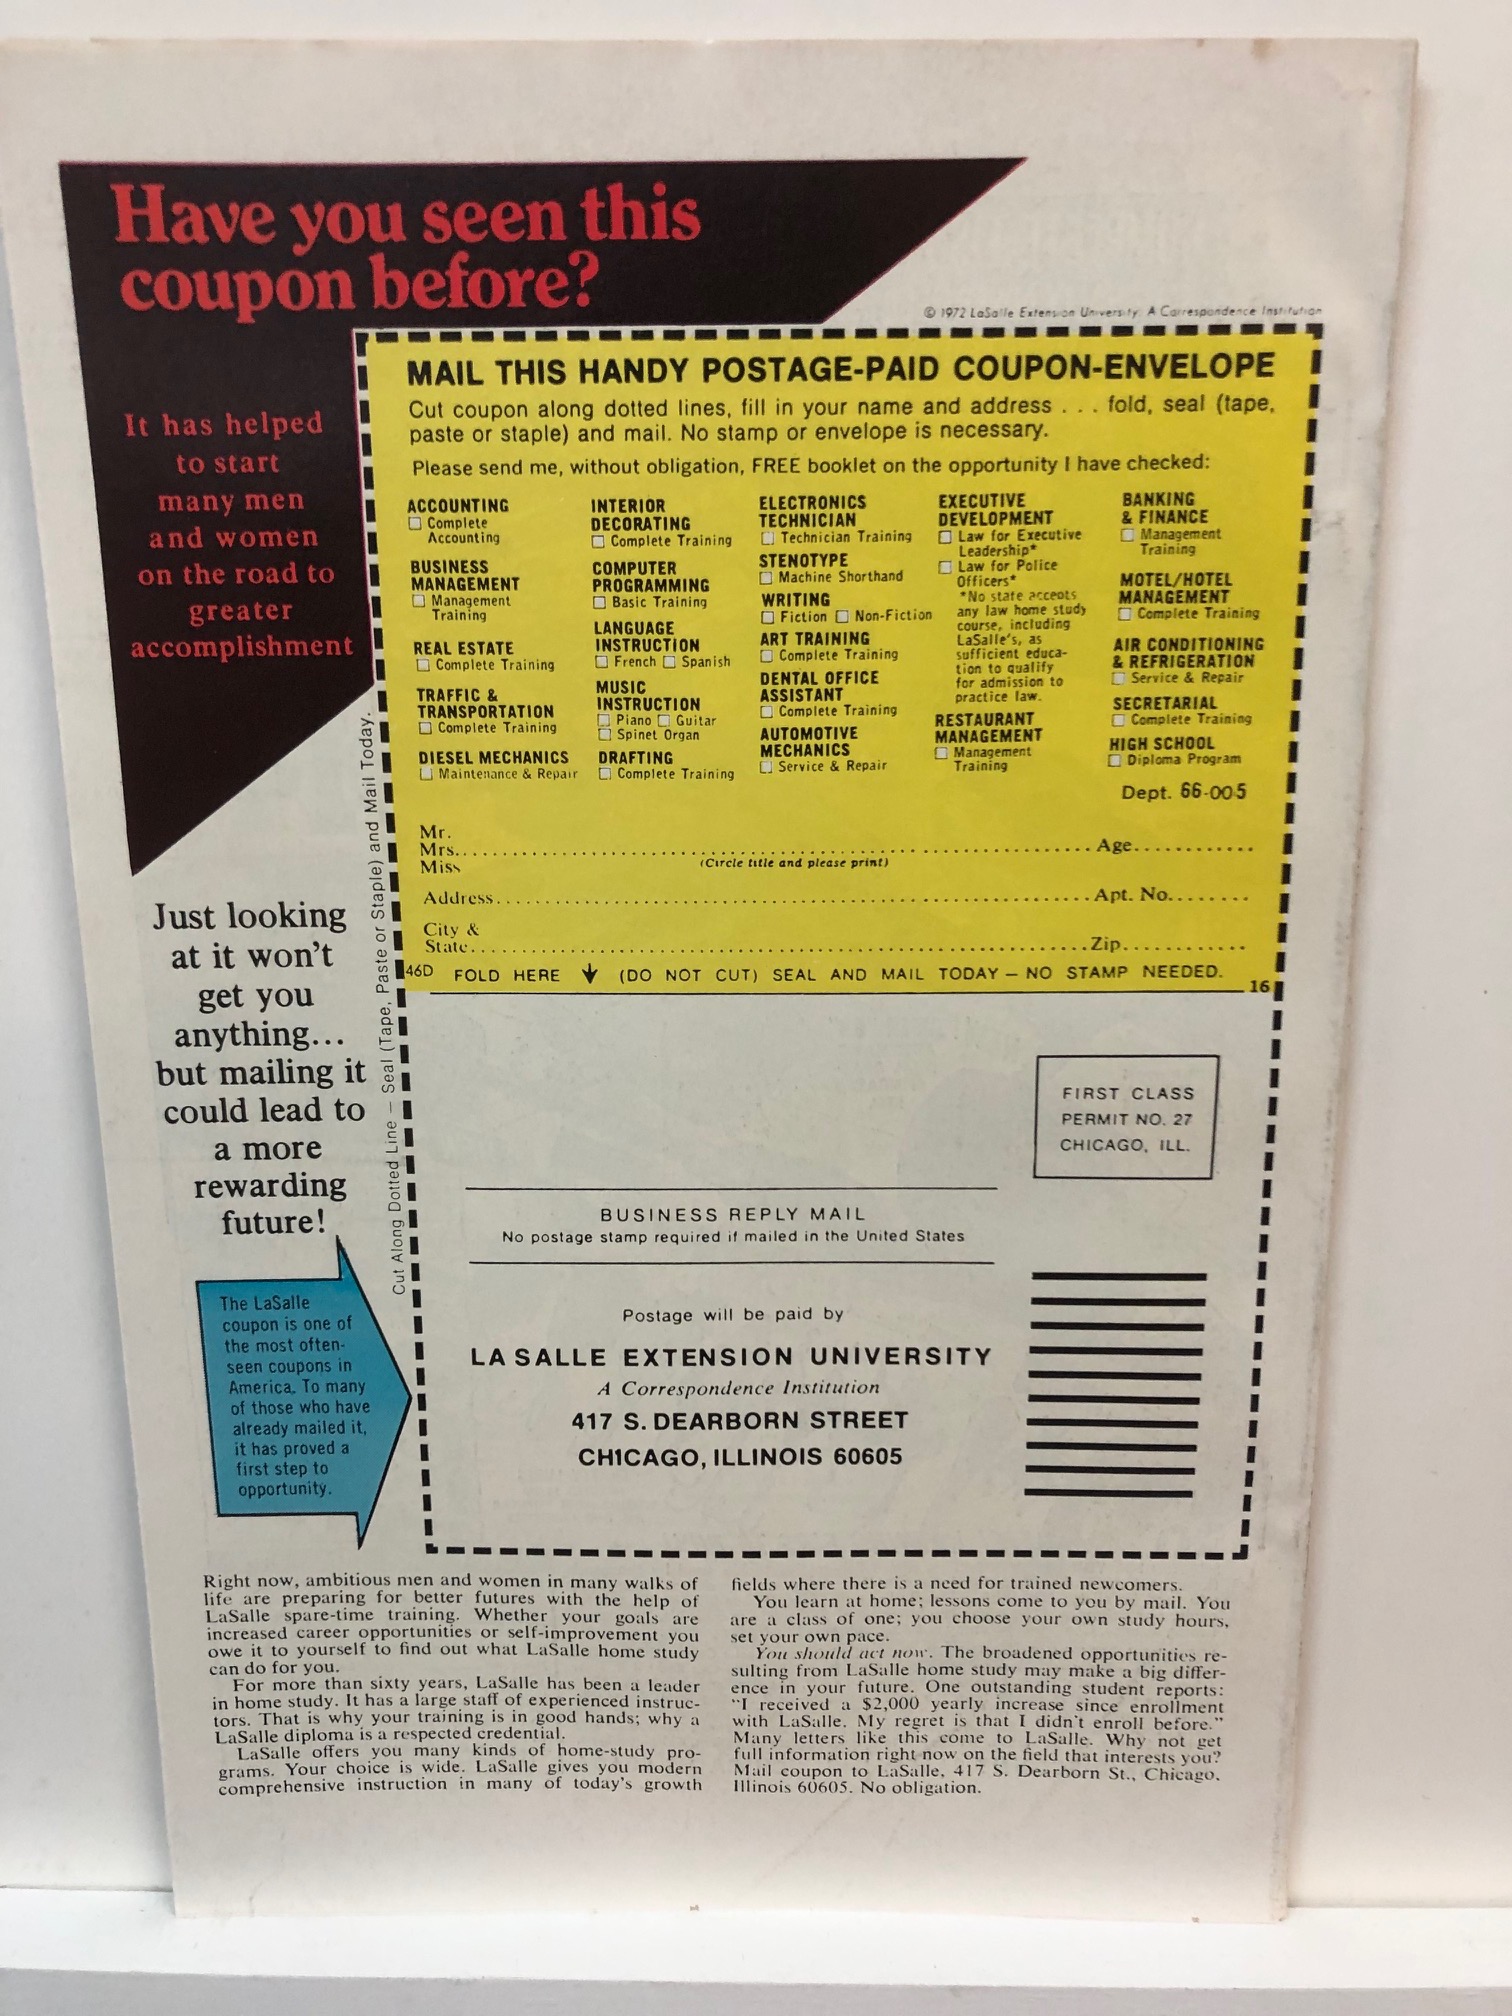 Have you seen this
coupon before?
It has helped
to start
many men
and women
on the road to
greater
accomplishment
© 1972 LaSalle Extension University. A Correspondence Institution
MAIL THIS HANDY POSTAGE-PAID COUPON-ENVELOPE
Cut coupon along dotted lines, fill in your name and address . . . fold, seal (tape,
paste or staple) and mail. No stamp or envelope is necessary.
Please send me, without obligation, FREE booklet on the opportunity I have checked:
ACCOUNTING
Complete
Accounting
BUSINESS
MANAGEMENT
Management
Training
REAL ESTATE
Complete Training
TRAFFIC &
TRANSPORTATION
Complete Training
DIESEL MECHANICS
Maintenance & Repair
INTERIOR
DECORATING
Complete Training
COMPUTER
PROGRAMMING
Basic Training
LANGUAGE
INSTRUCTION
French Spanish
MUSIC
INSTRUCTION
Piano Guitar
Spinet Organ
DRAFTING
Complete Training
ELECTRONICS
TECHNICIAN
Technician Training
STENOTYPE
Machine Shorthand
WRITING
Fiction Non-Fiction
ART TRAINING
Complete Training
DENTAL OFFICE
ASSISTANT
Complete Training
AUTOMOTIVE
MECHANICS
Service & Repair
EXECUTIVE
DEVELOPMENT
Law for Executive
Leadership*
Law for Police
Officers*
*No state accepts
any law home study
course, including
LaSalle's, as
sufficient educa-
tion to qualify
for admission to
practice law.
RESTAURANT
MANAGEMENT
Management
Training
BANKING
& FINANCE
Management
Training
MOTEL/HOTEL
MANAGEMENT
Complete Training
AIR CONDITIONING
& REFRIGERATION
Service & Repair
SECRETARIAL
Complete Training
HIGH SCHOOL
Diploma Program
Dept. 66-005
Mr.
Mrs. Age
Miss (Circle title and please print)
Address Apt. No.
City &
State Zip
46D FOLD HERE ↓ (DO NOT CUT) SEAL AND MAIL TODAY – NO STAMP NEEDED.
16
Cut Along Dotted Line – Seal (Tape, Paste or Staple) and Mail Today.
Just looking
at it won't
get you
anything...
but mailing it
could lead to
a more
rewarding
future!
FIRST CLASS
PERMIT NO. 27
CHICAGO, ILL.
BUSINESS REPLY MAIL
No postage stamp required if mailed in the United States
Postage will be paid by
LA SALLE EXTENSION UNIVERSITY
A Correspondence Institution
417 S. DEARBORN STREET
CHICAGO, ILLINOIS 60605
The LaSalle
coupon is one of
the most often-
seen coupons in
America. To many
of those who have
already mailed it,
it has proved a
first step to
opportunity.
Right now, ambitious men and women in many walks of
life are preparing for better futures with the help of
LaSalle spare-time training. Whether your goals are
increased career opportunities or self-improvement you
owe it to yourself to find out what LaSalle home study
can do for you.
For more than sixty years, LaSalle has been a leader
in home study. It has a large staff of experienced instruc-
tors. That is why your training is in good hands; why a
LaSalle diploma is a respected credential.
LaSalle offers you many kinds of home-study pro-
grams. Your choice is wide. LaSalle gives you modern
comprehensive instruction in many of today's growth
fields where there is a need for trained newcomers.
You learn at home; lessons come to you by mail. You
are a class of one; you choose your own study hours,
set your own pace.
You should act now. The broadened opportunities re-
sulting from LaSalle home study may make a big differ-
ence in your future. One outstanding student reports:
"I received a $2,000 yearly increase since enrollment
with LaSalle. My regret is that I didn't enroll before."
Many letters like this come to LaSalle. Why not get
full information right now on the field that interests you?
Mail coupon to LaSalle, 417 S. Dearborn St., Chicago,
Illinois 60605. No obligation.